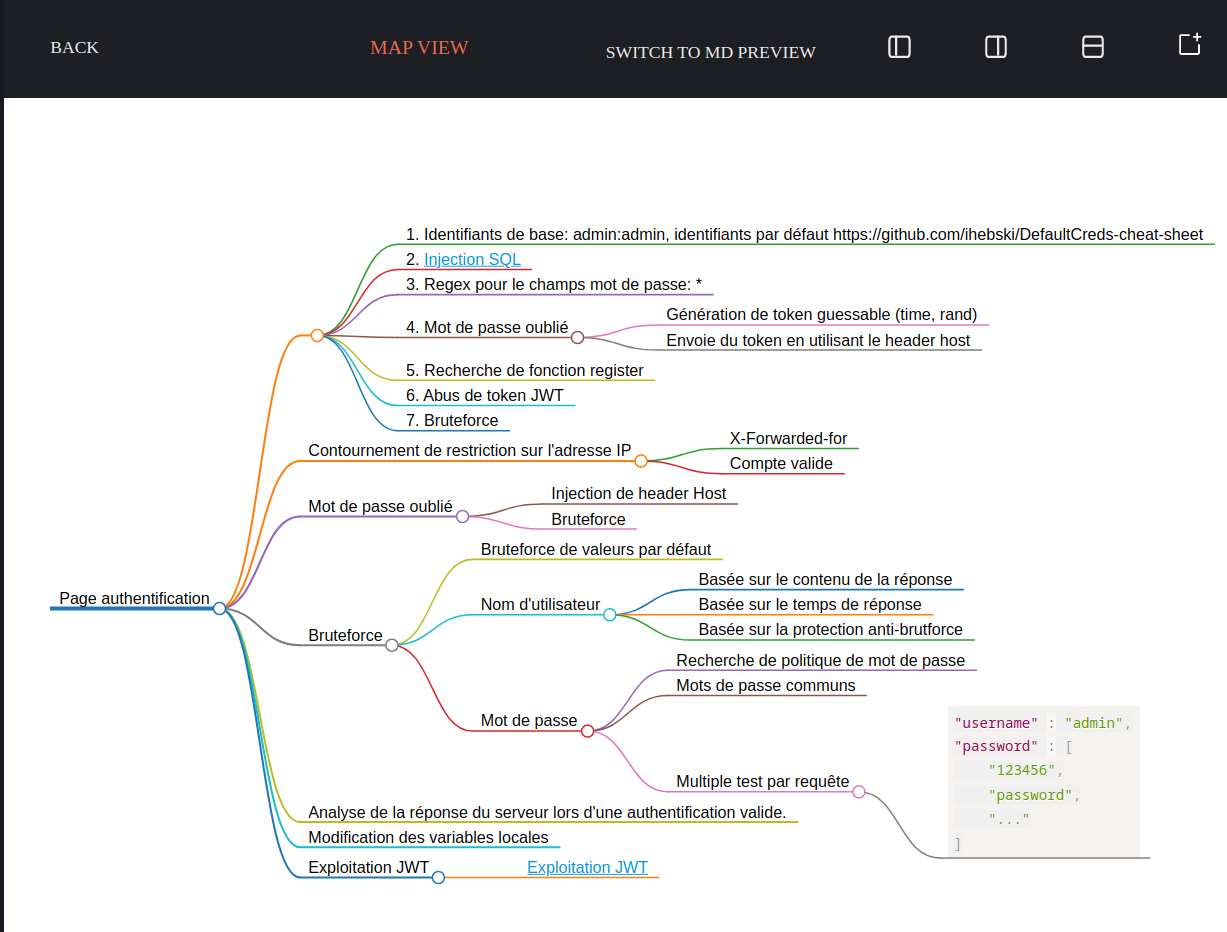 BACK
MAP VIEW
SWITCH TO MD PREVIEW
1. Identifiants de base: admin:admin, identifiants par défaut https://github.com/ihebski/DefaultCreds-cheat-sheet
2. Injection SQL
3. Regex pour le champs mot de passe: *
4. Mot de passe oublié
Génération de token guessable (time, rand)
Envoie du token en utilisant le header host
5. Recherche de fonction register
6. Abus de token JWT
7. Bruteforce
Contournement de restriction sur l'adresse IP
X-Forwarded-for
Compte valide
Mot de passe oublié
Injection de header Host
Bruteforce
Page authentification
Bruteforce
Bruteforce de valeurs par défaut
Nom d'utilisateur
Basée sur le contenu de la réponse
Basée sur le temps de réponse
Basée sur la protection anti-brutforce
Mot de passe
Recherche de politique de mot de passe
Mots de passe communs
Multiple test par requête
"username" : "admin",
"password" : [
"123456",
"password",
"..."
]
Analyse de la réponse du serveur lors d'une authentification valide.
Modification des variables locales
Exploitation JWT
Exploitation JWT